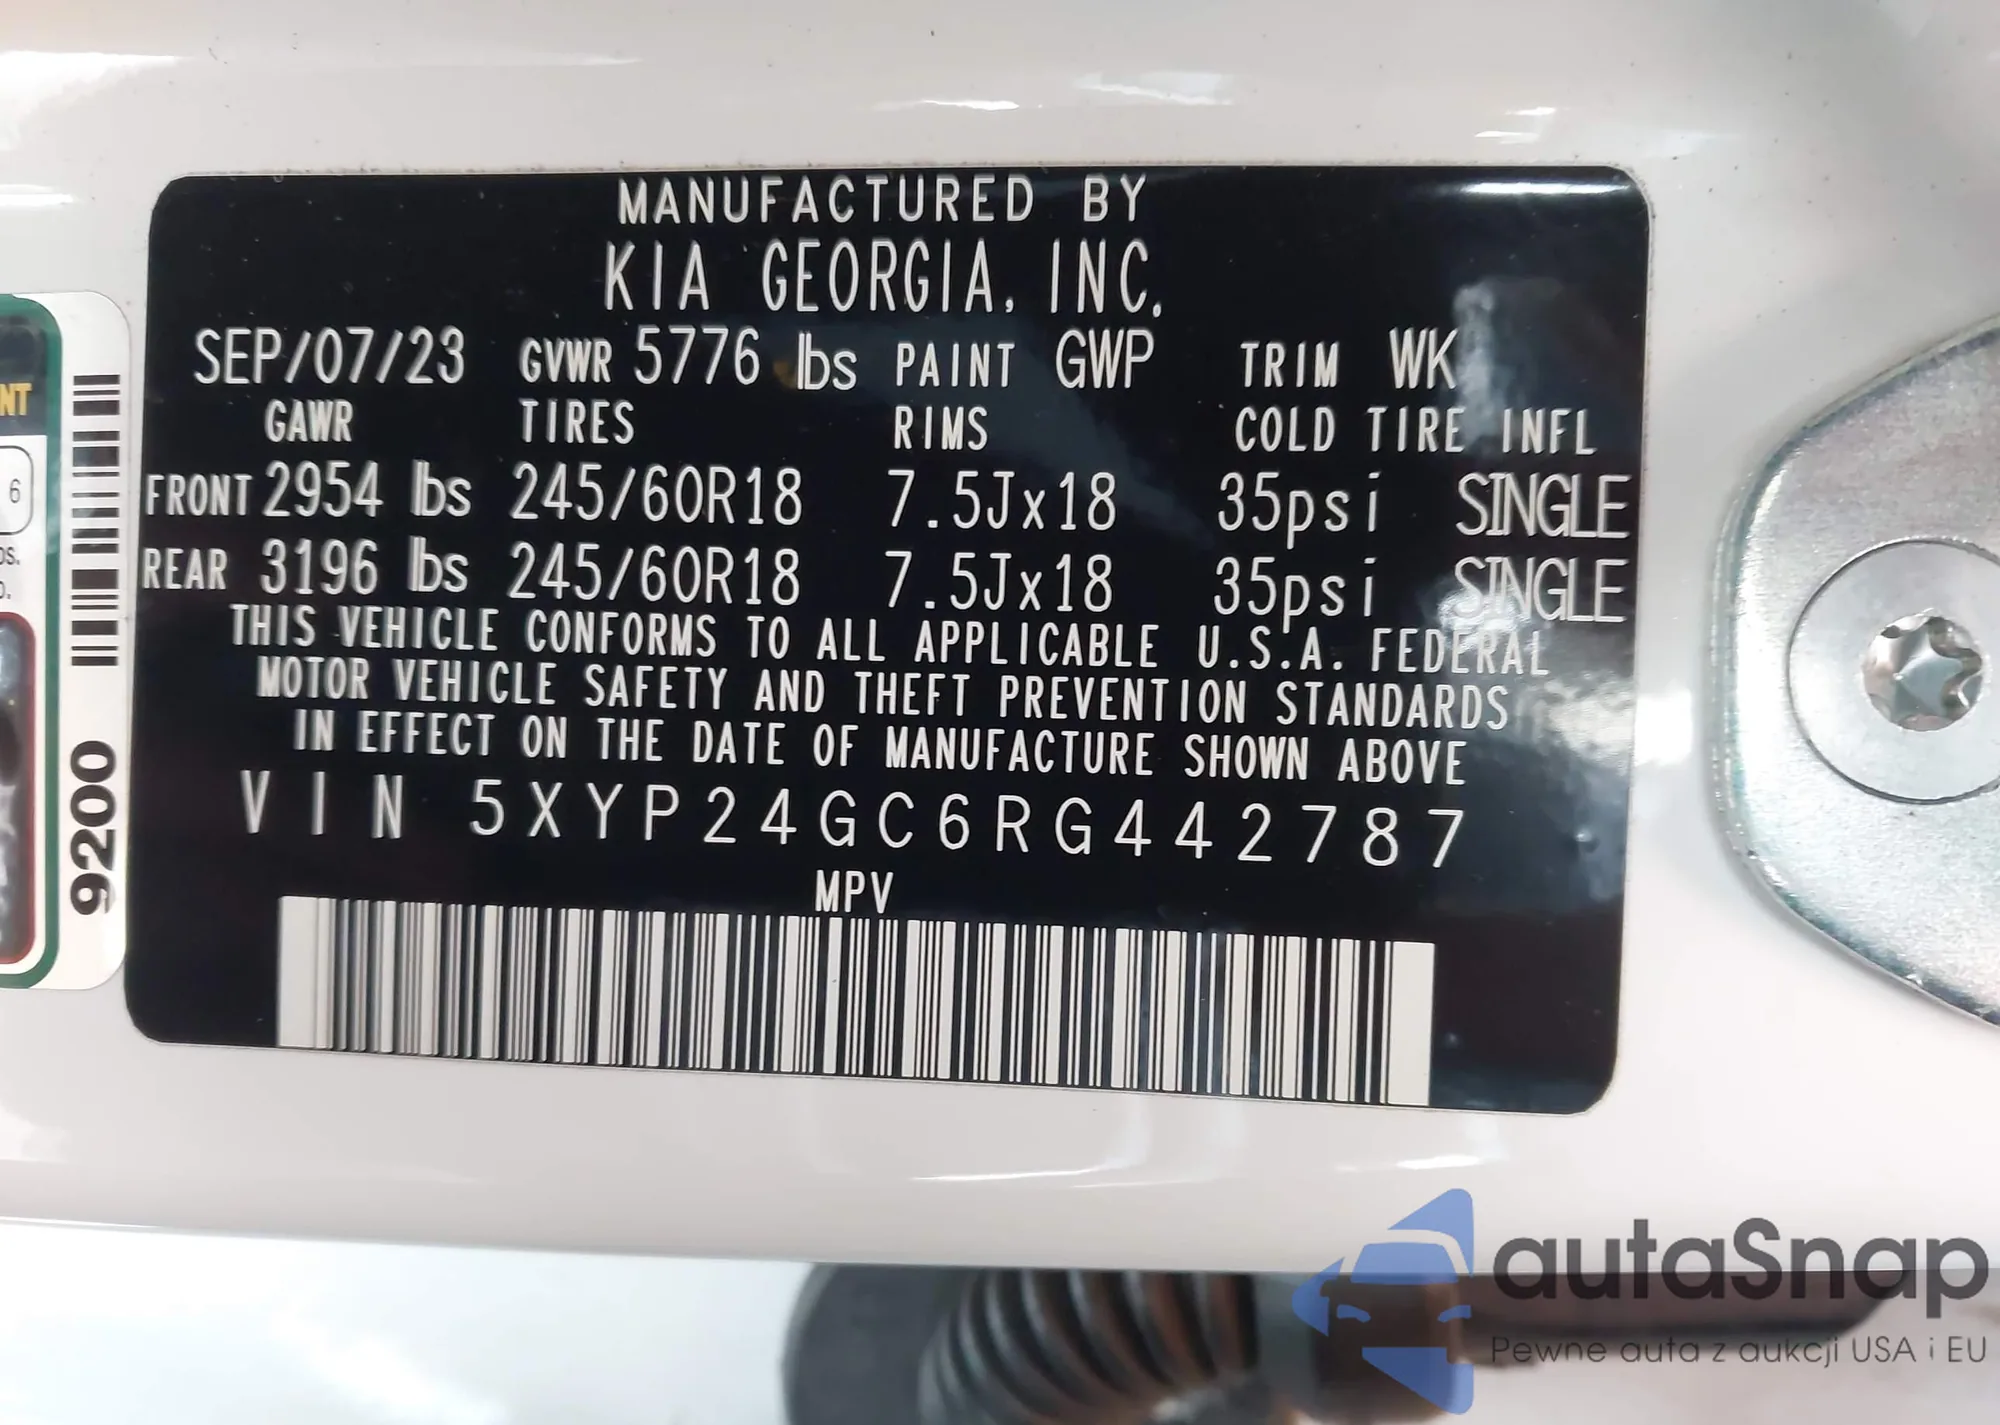 MANUFACTURED BY
KIA GEORGIA, INC.
SEP/07/23 GVWR 5776 lbs PAINT GWP TRIM WK
GAWR TIRES RIMS COLD TIRE INFL
FRONT 2954 lbs 245/60R18 7.5Jx18 35psi SINGLE
REAR 3196 lbs 245/60R18 7.5Jx18 35psi SINGLE
THIS VEHICLE CONFORMS TO ALL APPLICABLE U.S.A. FEDERAL
MOTOR VEHICLE SAFETY AND THEFT PREVENTION STANDARDS
IN EFFECT ON THE DATE OF MANUFACTURE SHOWN ABOVE
VIN 5XYP24GC6RG442787
MPV
NT
6
9200
autaSnap
Pewne auta z aukcji USA i EU